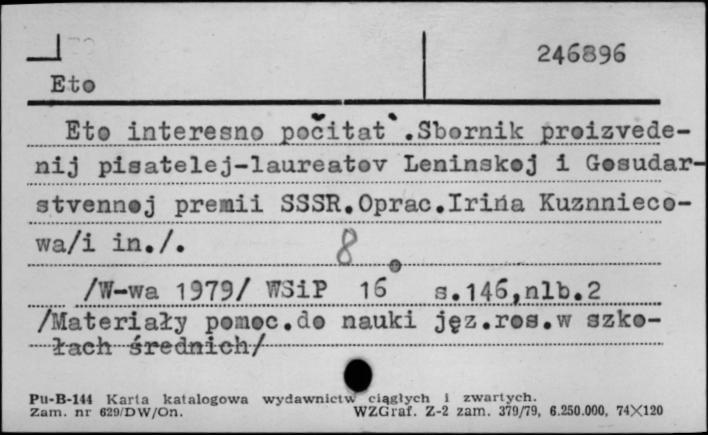 246896
Eto
Eto interesno počitat`.Sbornik proizvede-
nij pisatelej-laureatov Leninskoj i Gosudar-
stvennoj premii SSSR.Oprac.Irina Kuznnieco-
wa/i in./.
8°
/W-wa 1979/ WSiP 16 s.146,nlb.2
/Materiały pomoc.do nauki jęz.ros.w szko-
łach średnich/
Pu-B-144 Karta katalogowa wydawnictw ciągłych i zwartych.
Zam. nr 629/DW/On. WZGraf. Z-2 zam. 379/79, 6.250.000, 74×120